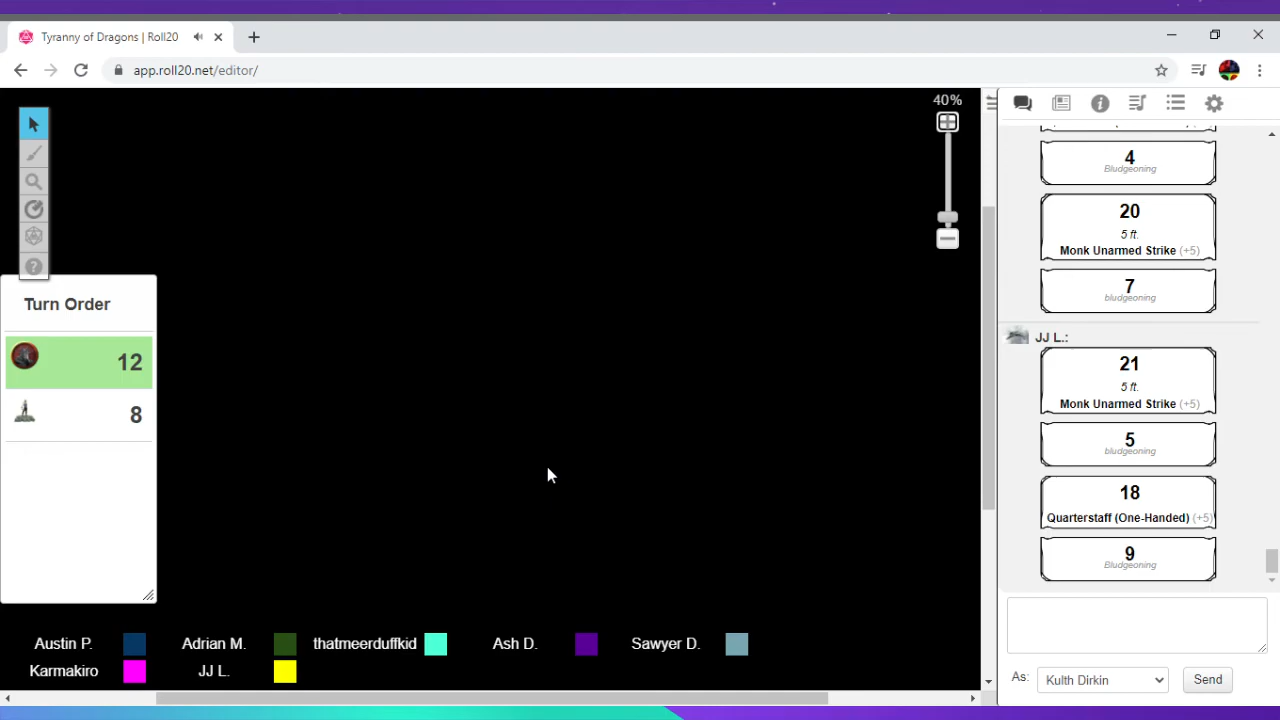 Tyranny of Dragons | Roll20
app.roll20.net/editor/
40%
4
Bludgeoning
20
5 ft.
Monk Unarmed Strike (+5)
7
bludgeoning
Turn Order
12
8
JJ L.:
21
5 ft.
Monk Unarmed Strike (+5)
5
bludgeoning
18
Quarterstaff (One-Handed) (+5)
9
Bludgeoning
Austin P.
Adrian M.
thatmeerduffkid
Ash D.
Sawyer D.
Karmakiro
JJ L.
As:
Kulth Dirkin
Send